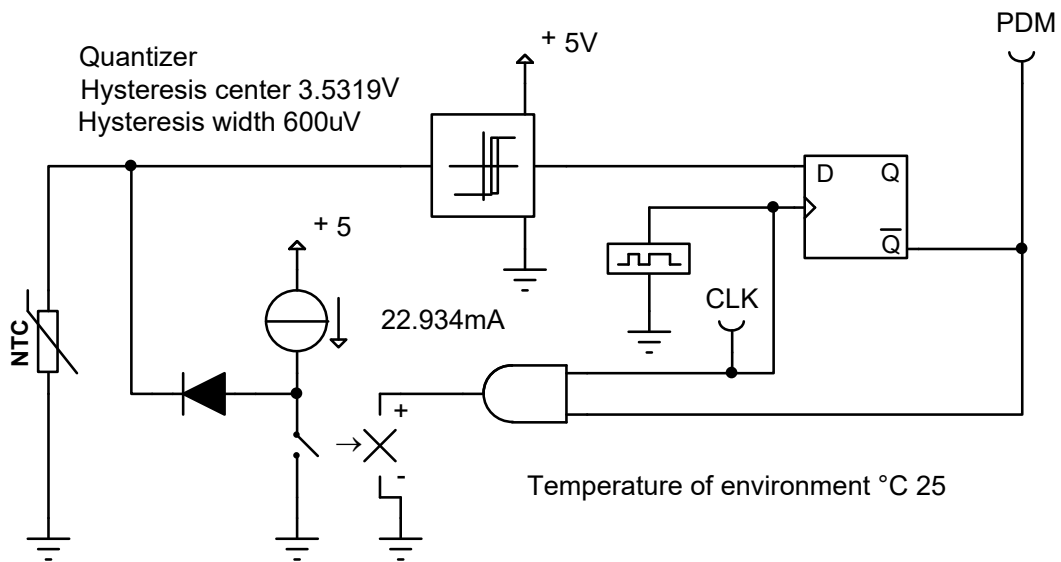 PDM
+ 5V
Quantizer
Hysteresis center 3.5319V
Hysteresis width 600uV
D Q
+ 5
Q
CLK
22.934mA
NTC
+
-
Temperature of environment °C 25